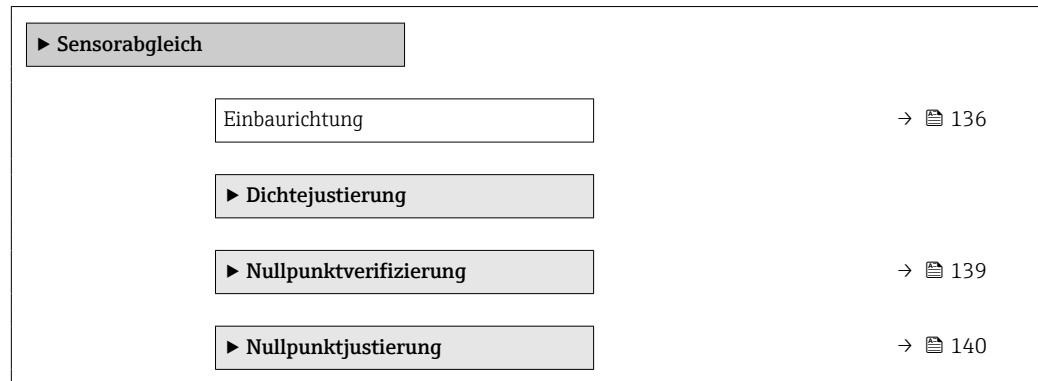 ▶ Sensorabgleich
Einbaurichtung → 136
▶ Dichtejustierung
▶ Nullpunktverifizierung → 139
▶ Nullpunktjustierung → 140